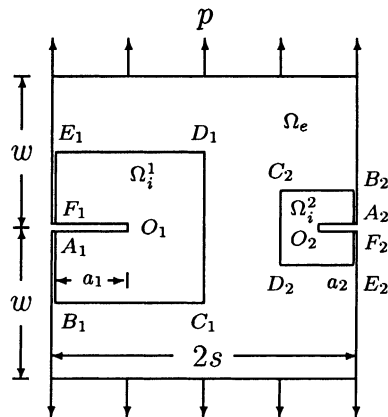 p
E₁ D₁ Ωₑ
w Ωᵢ¹ C₂ B₂
F₁ Ωᵢ² A₂
A₁ O₁ O₂ F₂
w a₁ D₂ a₂ E₂
B₁ C₁
2s